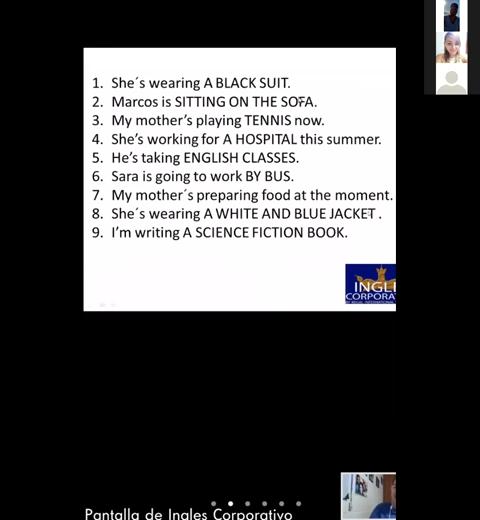 1. She´s wearing A BLACK SUIT.
2. Marcos is SITTING ON THE SOFA.
3. My mother's playing TENNIS now.
4. She's working for A HOSPITAL this summer.
5. He's taking ENGLISH CLASSES.
6. Sara is going to work BY BUS.
7. My mother´s preparing food at the moment.
8. She´s wearing A WHITE AND BLUE JACKET .
9. I'm writing A SCIENCE FICTION BOOK.
INGL
CORPORA
Pantalla de Ingles Corporativo